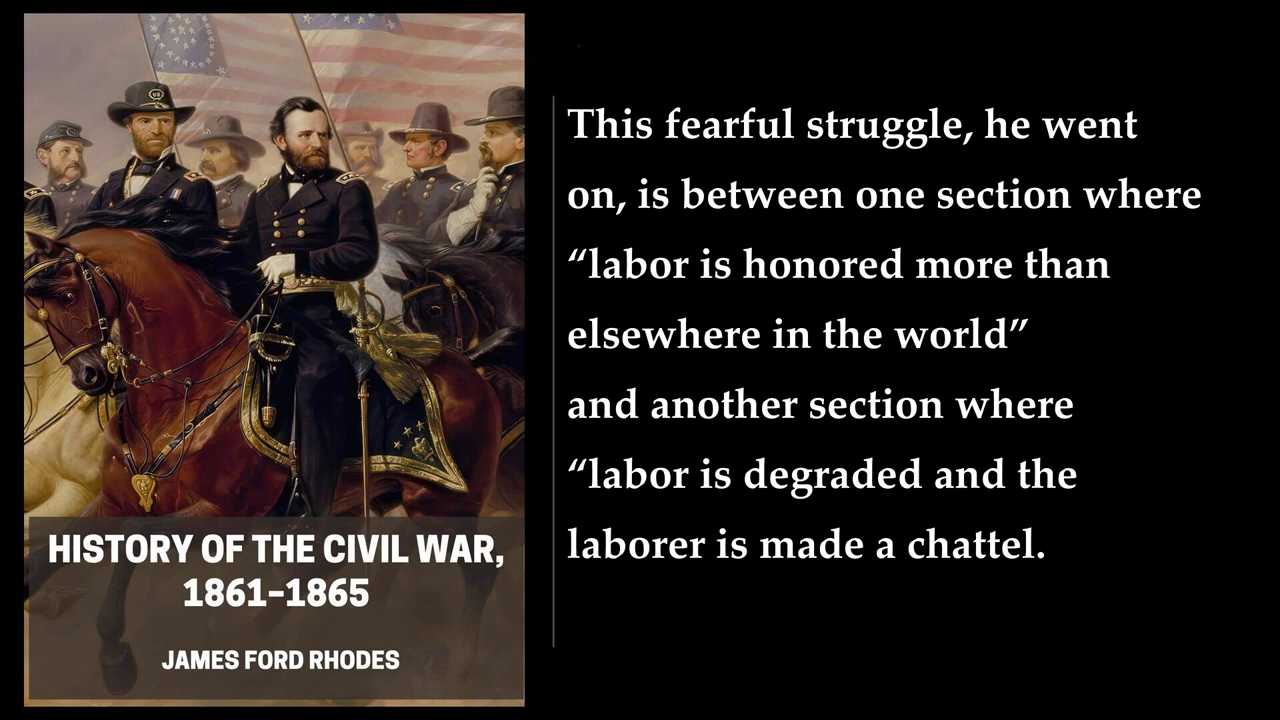 HISTORY OF THE CIVIL WAR,
1861–1865
JAMES FORD RHODES
This fearful struggle, he went
on, is between one section where
“labor is honored more than
elsewhere in the world”
and another section where
“labor is degraded and the
laborer is made a chattel.